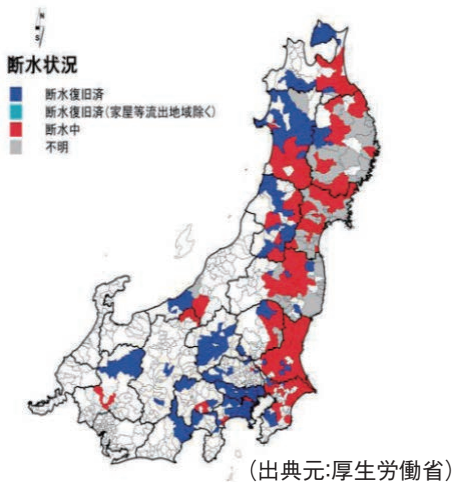 N
S
断水状況
断水復旧済
断水復旧済(家屋等流出地域除く)
断水中
不明
(出典元:厚生労働省)